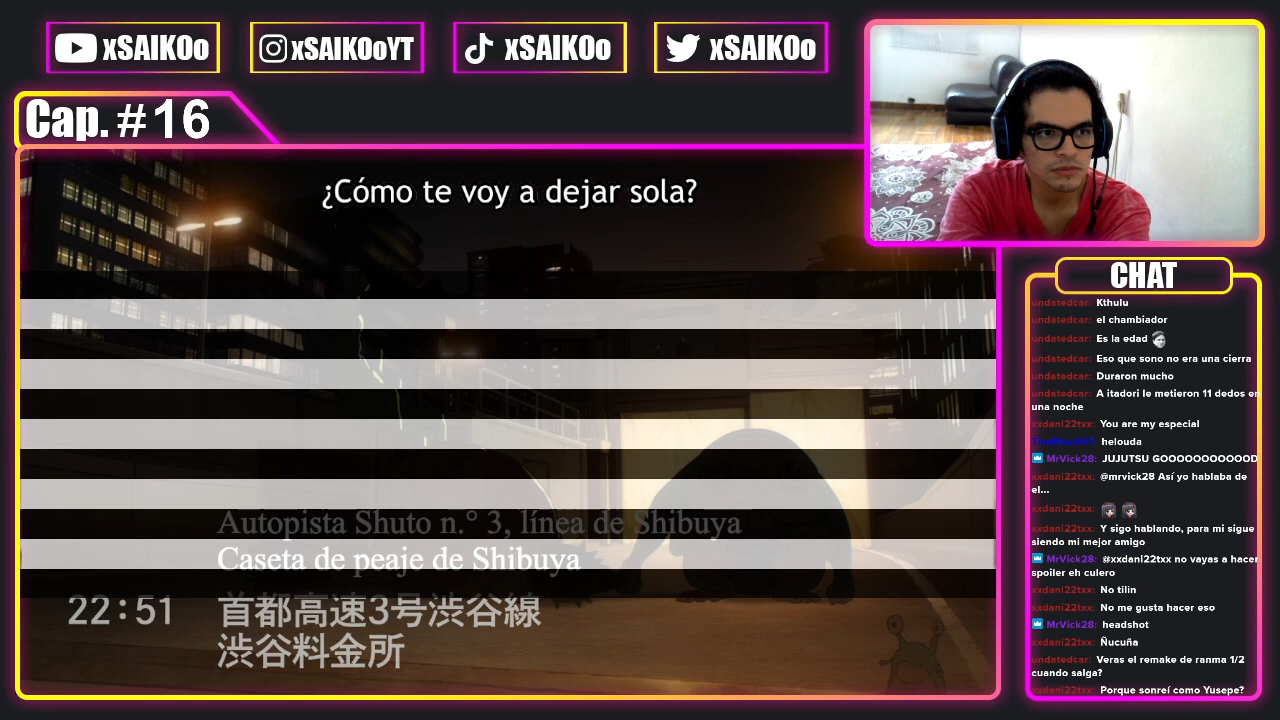 xSAIKOo
xSAIKOoYT
xSAIKOo
xSAIKOo
Cap. #16
¿Cómo te voy a dejar sola?
Autopista Shuto n.° 3, línea de Shibuya
Caseta de peaje de Shibuya
22:51 首都高速3号渋谷線
渋谷料金所
CHAT
undatedcar: Kthulu
undatedcar: el chambiador
undatedcar: Es la edad
undatedcar: Eso que sono no era una cierra
undatedcar: Duraron mucho
undatedcar: A itadori le metieron 11 dedos en
una noche
xxdani22txx: You are my especial
helouda
MrVick28: JUJUTSU GOOOOOOOOOOOD
xxdani22txx: @mrvick28 Así yo hablaba de
el...
xxdani22txx:
xxdani22txx: Y sigo hablando, para mi sigue
siendo mi mejor amigo
MrVick28: @xxdani22txx no vayas a hacer
spoiler eh culero
xxdani22txx: No tilin
xxdani22txx: No me gusta hacer eso
MrVick28: headshot
xxdani22txx: Ñucuña
undatedcar: Veras el remake de ranma 1/2
cuando salga?
xxdani22txx: Porque sonreí como Yusepe?